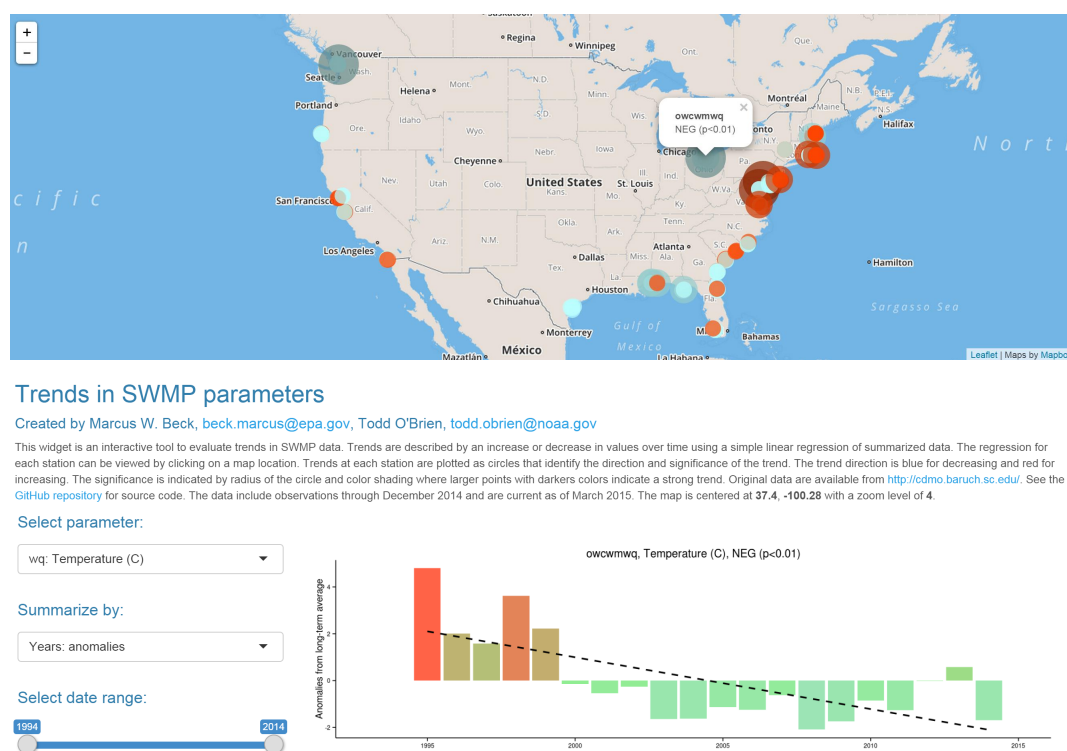 +
−
Saskatoon
Regina
Winnipeg
Ont.
Que.
Vancouver
Seattle
Wash.
Portland
Helena
Mont.
N.D.
Minn.
Montréal
N.B.
P.E.I.
N.S.
Maine
Halifax
owcwmwq
NEG (p<0.01)
×
onto
N.Y.
Ore.
Idaho
Wyo.
S.D.
Wis.
North
Cheyenne
Nebr.
Iowa
Chicag
Pa.
Nev.
Utah
Colo.
United States
Kans.
St. Louis
Mo.
Ill.
Ind.
W.Va.
Va.
Ky.
cific
San Francisc
Calif.
Okla.
Ark.
Tenn.
N.C.
n
Los Angeles
Ariz.
N.M.
Atlanta
S.C.
Dallas
Miss.
Ala.
Ga.
Tex.
La.
Hamilton
Houston
Fla.
Chihuahua
Sargasso Sea
Gulf of
Mexico
Monterrey
Bahamas
México
Mazatlán
La Habana
Leaflet | Maps by Mapbo
Trends in SWMP parameters
Created by Marcus W. Beck, beck.marcus@epa.gov, Todd O'Brien, todd.obrien@noaa.gov
This widget is an interactive tool to evaluate trends in SWMP data. Trends are described by an increase or decrease in values over time using a simple linear regression of summarized data. The regression for
each station can be viewed by clicking on a map location. Trends at each station are plotted as circles that identify the direction and significance of the trend. The trend direction is blue for decreasing and red for
increasing. The significance is indicated by radius of the circle and color shading where larger points with darkers colors indicate a strong trend. Original data are available from http://cdmo.baruch.sc.edu/. See the
GitHub repository for source code. The data include observations through December 2014 and are current as of March 2015. The map is centered at 37.4, -100.28 with a zoom level of 4.
Select parameter:
wq: Temperature (C)
Summarize by:
Years: anomalies
Select date range:
1994
2014
owcwmwq, Temperature (C), NEG (p<0.01)
Anomalies from long-term average
4
2
0
-2
1995
2000
2005
2010
2015